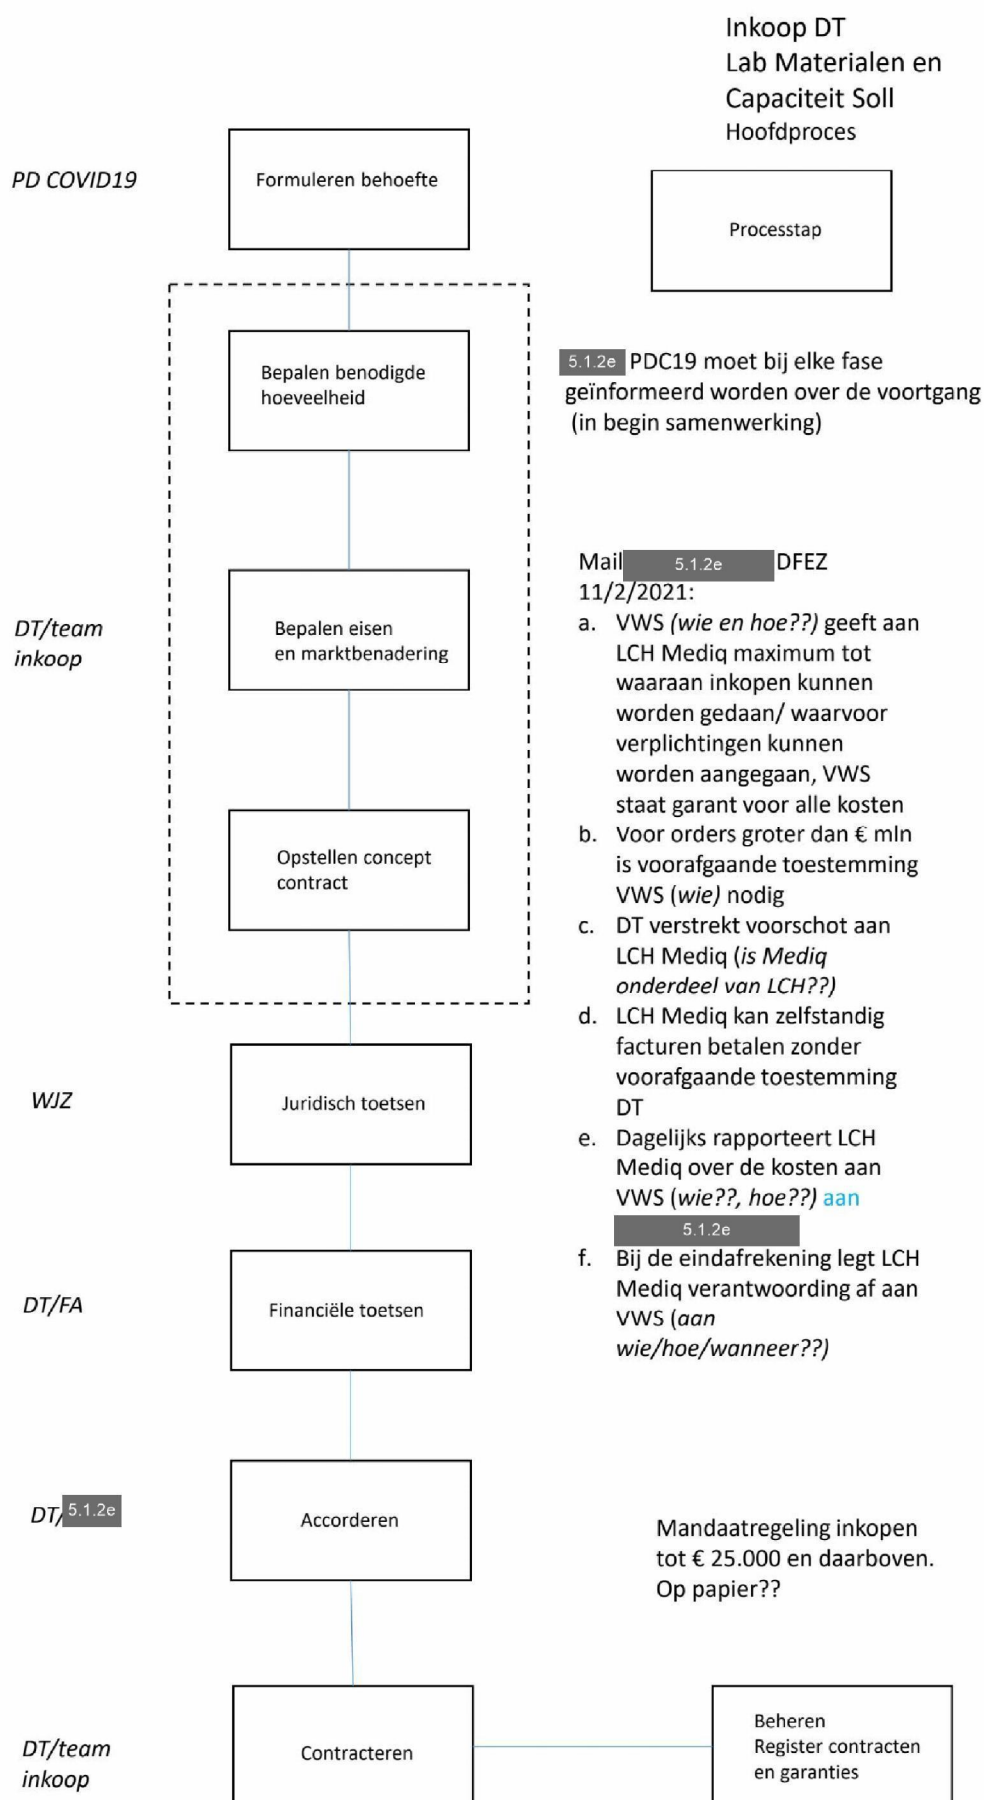 Inkoop DT
Lab Materialen en
Capaciteit Soll
Hoofdproces
PD COVID19
Formuleren behoefte
Processtap
Bepalen benodigde
hoeveelheid
5.1.2e PDC19 moet bij elke fase
geïnformeerd worden over de voortgang
(in begin samenwerking)
DT/team
inkoop
Bepalen eisen
en marktbenadering
Mail 5.1.2e DFEZ
11/2/2021:
a. VWS (wie en hoe??) geeft aan
LCH Mediq maximum tot
waaraan inkopen kunnen
worden gedaan/ waarvoor
verplichtingen kunnen
worden aangegaan, VWS
staat garant voor alle kosten
b. Voor orders groter dan € mln
is voorafgaande toestemming
VWS (wie) nodig
c. DT verstrekt voorschot aan
LCH Mediq (is Mediq
onderdeel van LCH??)
d. LCH Mediq kan zelfstandig
facturen betalen zonder
voorafgaande toestemming
DT
e. Dagelijks rapporteert LCH
Mediq over de kosten aan
VWS (wie??, hoe??) aan
5.1.2e
f. Bij de eindafrekening legt LCH
Mediq verantwoording af aan
VWS (aan
wie/hoe/wanneer??)
Opstellen concept
contract
WJZ
Juridisch toetsen
DT/FA
Financiële toetsen
DT/ 5.1.2e
Accorderen
Mandaatregeling inkopen
tot € 25.000 en daarboven.
Op papier??
DT/team
inkoop
Contracteren
Beheren
Register contracten
en garanties